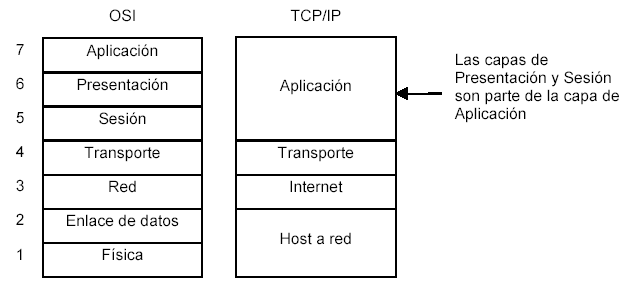 OSI TCP/IP
7 Aplicación
6 Presentación
5 Sesión
Aplicación
Las capas de
Presentación y Sesión
son parte de la capa de
Aplicación
4 Transporte Transporte
3 Red Internet
2 Enlace de datos
1 Física
Host a red